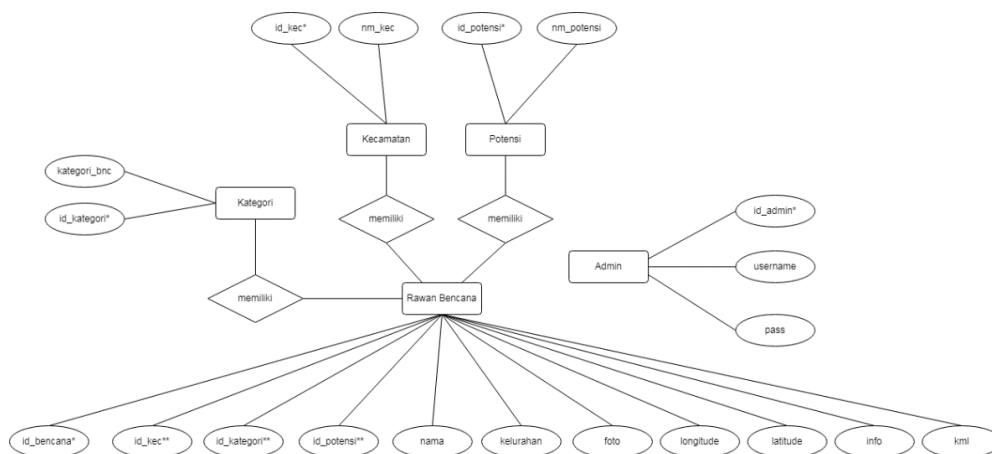 id_kec*
nm_kec
id_potensi*
nm_potensi
Kecamatan
Potensi
kategori_bnc
Kategori
id_kategori*
memiliki
memiliki
id_admin*
Admin
username
memiliki
Rawan Bencana
pass
id_bencana*
id_kec**
id_kategori**
id_potensi**
nama
kelurahan
foto
longitude
latitude
info
kml